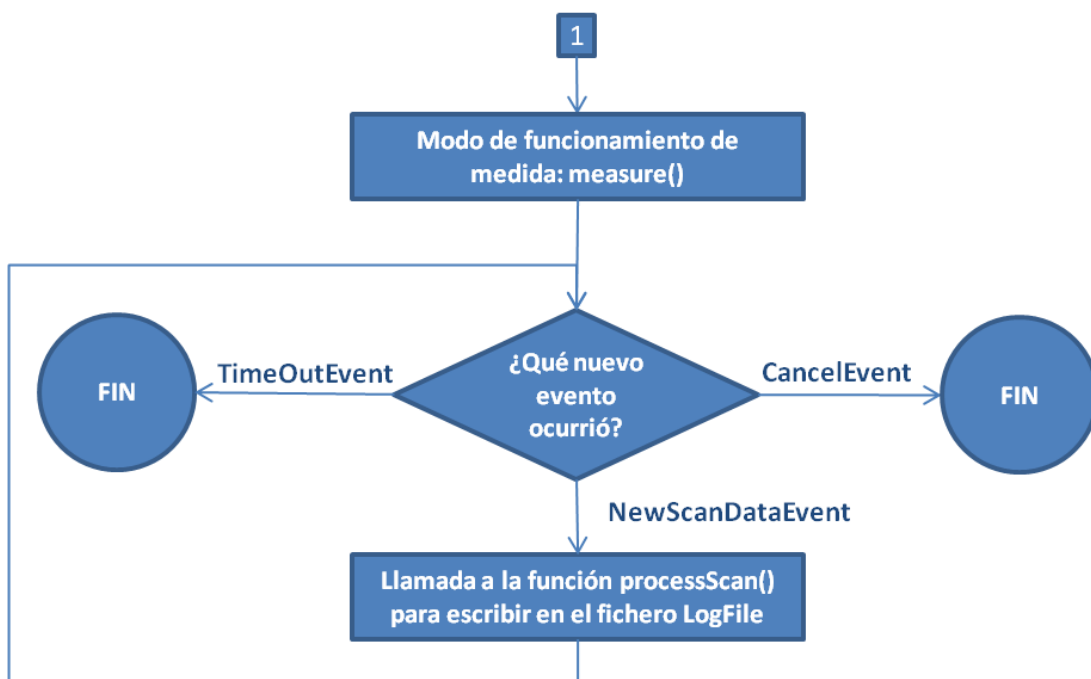 1
Modo de funcionamiento de
medida: measure()
¿Qué nuevo
evento
ocurrió?
TimeOutEvent
CancelEvent
FIN
FIN
NewScanDataEvent
Llamada a la función processScan()
para escribir en el fichero LogFile